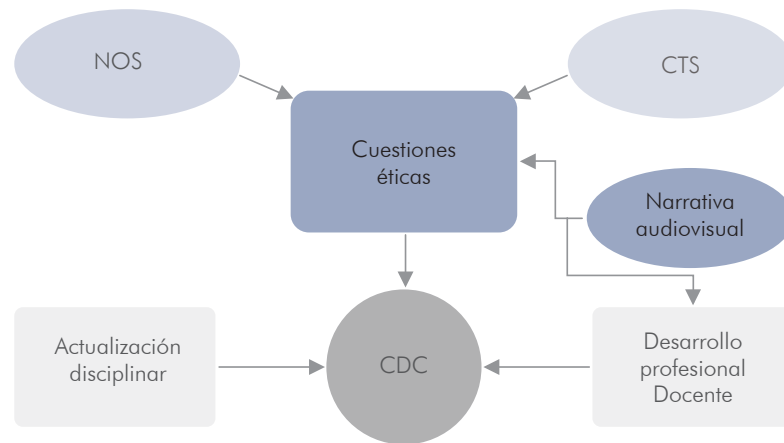 NOS
CTS
Cuestiones
éticas
Narrativa
audiovisual
Actualización
disciplinar
CDC
Desarrollo
profesional
Docente